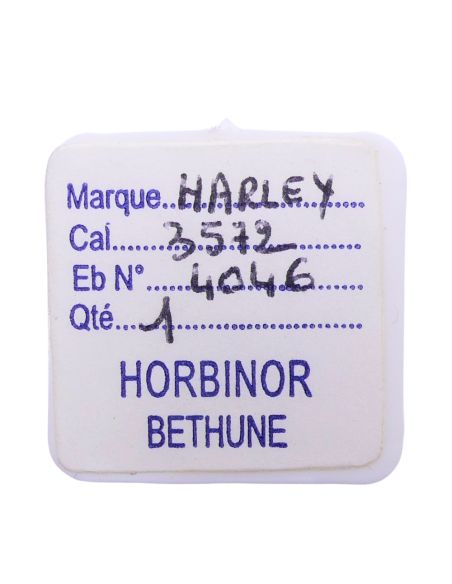 Marque..HARLEY
Cal......3572
Eb N°....4046
Qté....1
HORBINOR
BETHUNE